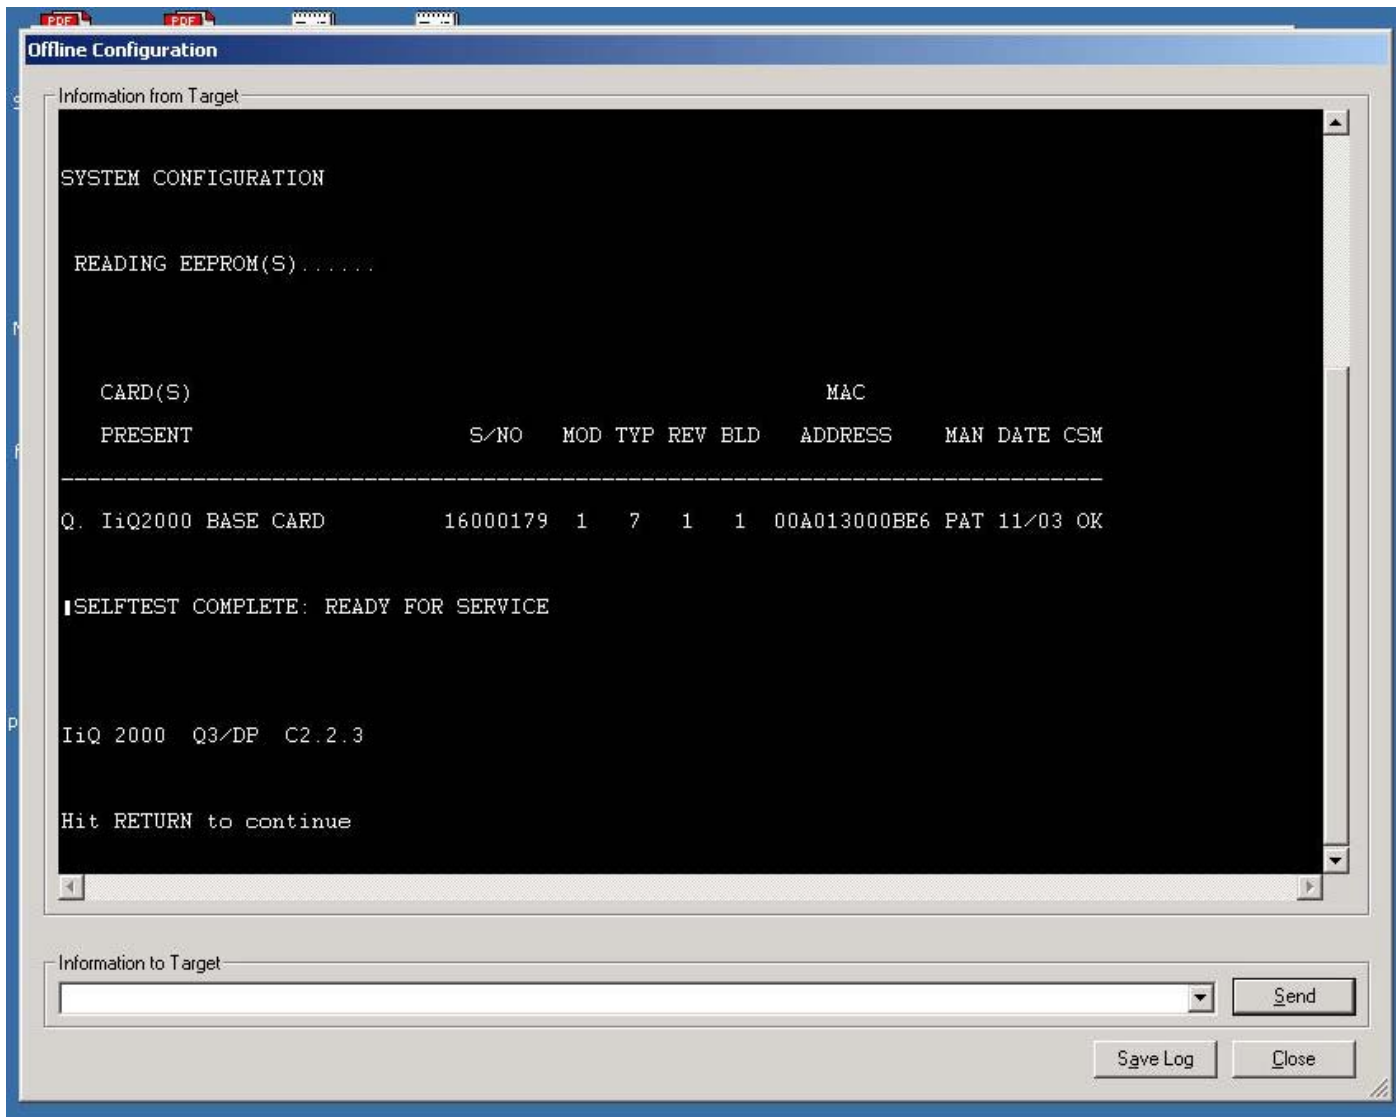 PDF PDF
Offline Configuration
Information from Target
SYSTEM CONFIGURATION
READING EEPROM(S)......
CARD(S) MAC
PRESENT S/NO MOD TYP REV BLD ADDRESS MAN DATE CSM
Q. IiQ2000 BASE CARD 16000179 1 7 1 1 00A013000BE6 PAT 11/03 OK
SELFTEST COMPLETE: READY FOR SERVICE
IiQ 2000 Q3/DP C2.2.3
Hit RETURN to continue
Information to Target
Send
Save Log Close